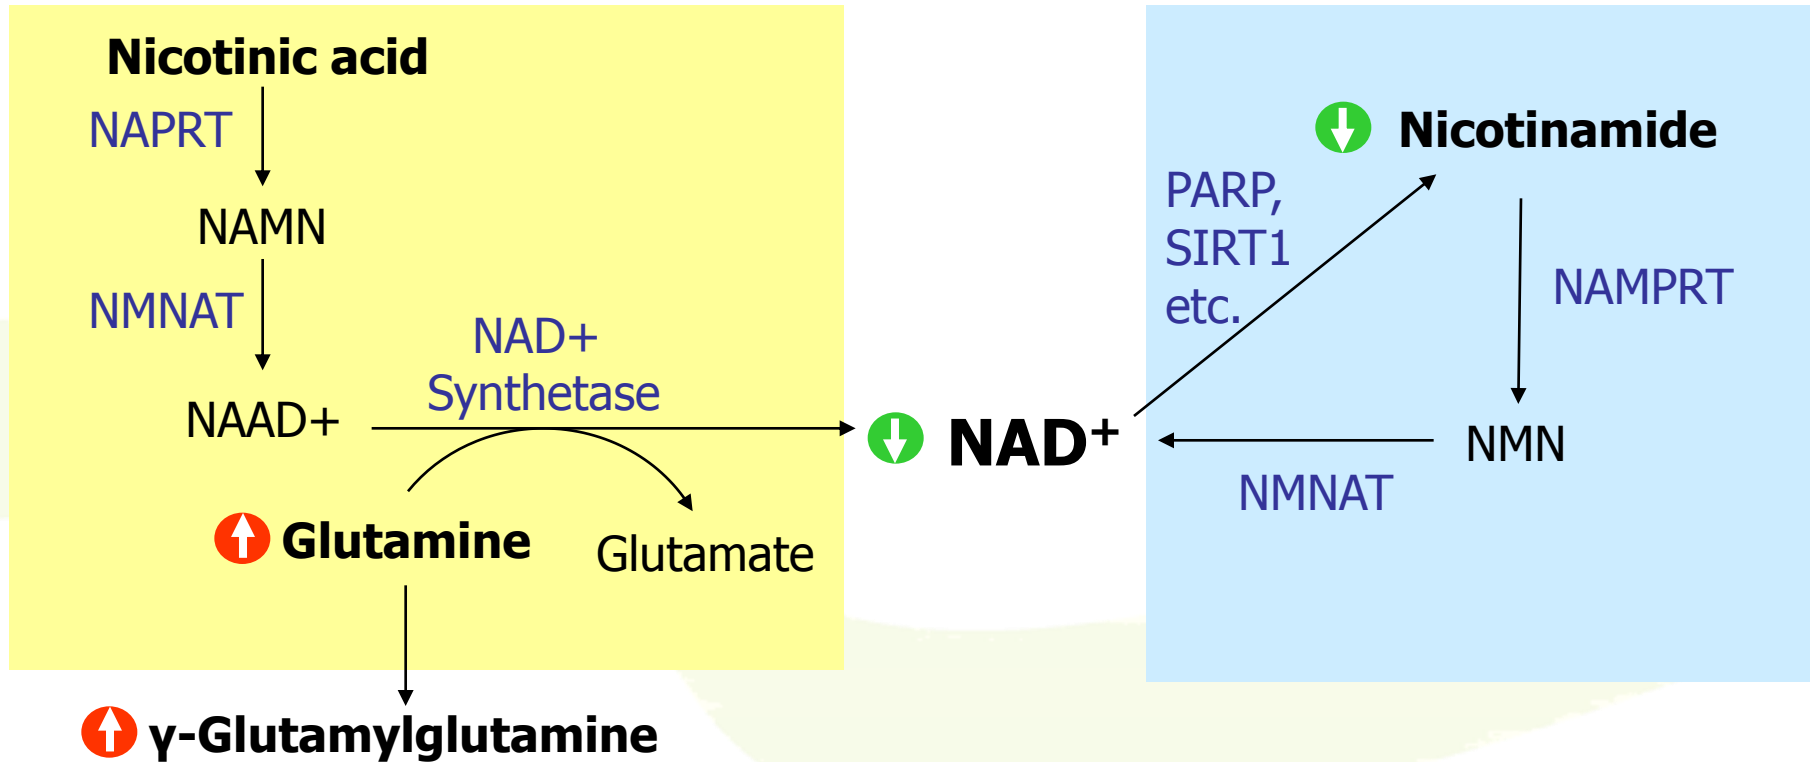 Nicotinic acid
NAPRT
NAMN
NMNAT
NAD+
Synthetase
NAAD+
Glutamine
Glutamate
γ-Glutamylglutamine
NAD⁺
Nicotinamide
PARP,
SIRT1
etc.
NAMPRT
NMN
NMNAT